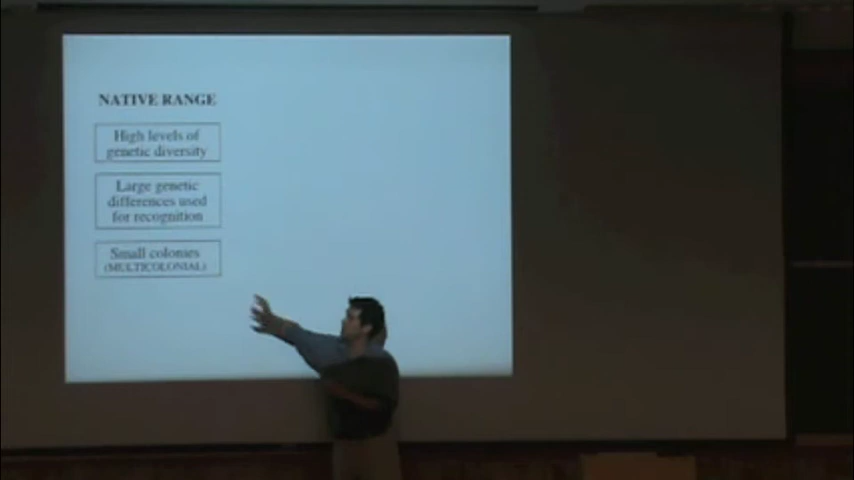 NATIVE RANGE
High levels of
genetic diversity
Large genetic
differences used
for recognition
Small colonies
(MULTICOLONIAL)